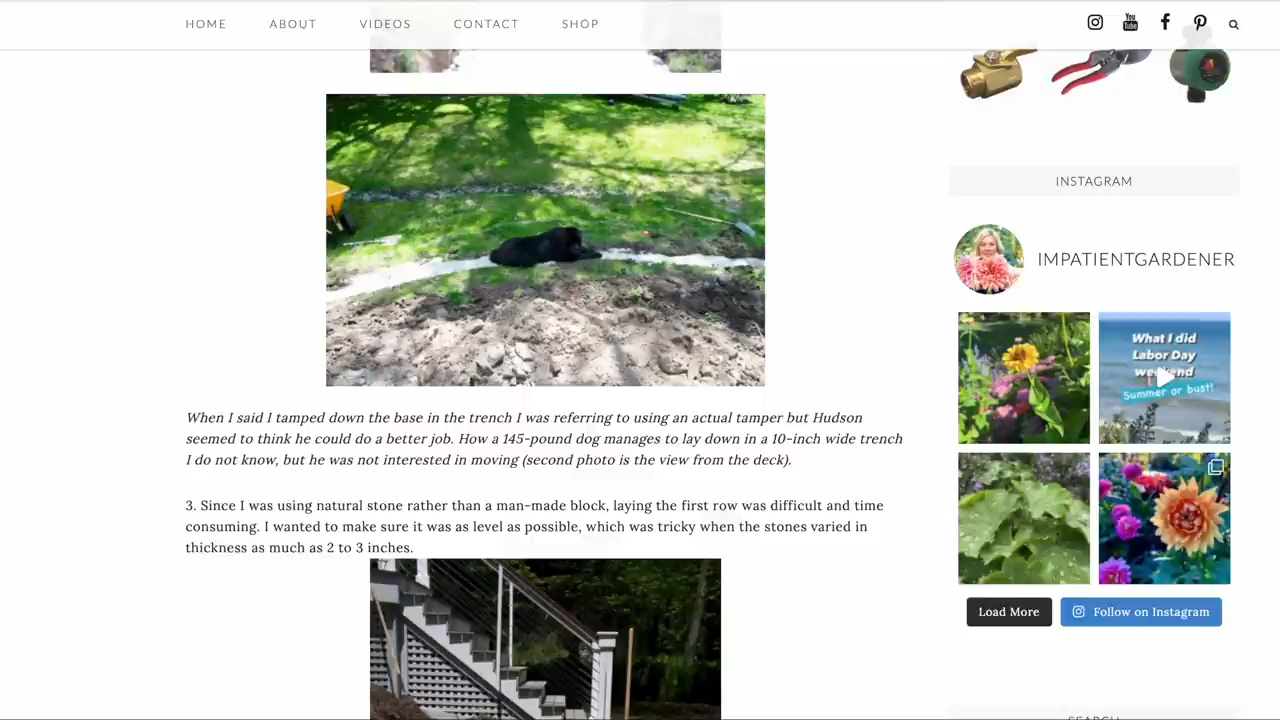 HOME ABOUT VIDEOS CONTACT SHOP
You Tube
INSTAGRAM
IMPATIENTGARDENER
What I did
Labor Day
weekend
Summer or bust!
When I said I tamped down the base in the trench I was referring to using an actual tamper but Hudson
seemed to think he could do a better job. How a 145-pound dog manages to lay down in a 10-inch wide trench
I do not know, but he was not interested in moving (second photo is the view from the deck).
3. Since I was using natural stone rather than a man-made block, laying the first row was difficult and time
consuming. I wanted to make sure it was as level as possible, which was tricky when the stones varied in
thickness as much as 2 to 3 inches.
Load More
Follow on Instagram
SEARCH